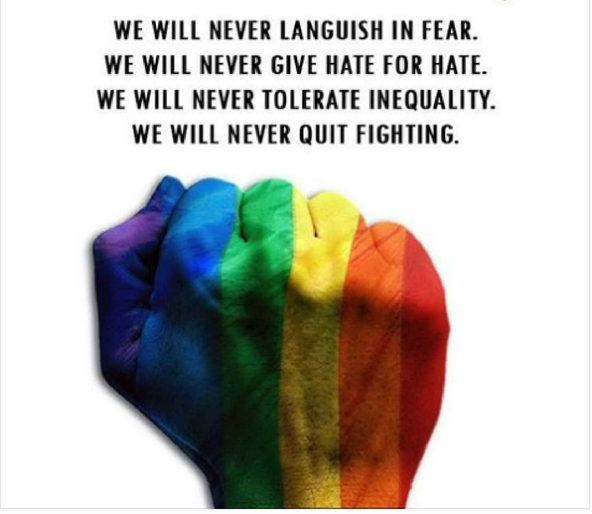 WE WILL NEVER LANGUISH IN FEAR.
WE WILL NEVER GIVE HATE FOR HATE.
WE WILL NEVER TOLERATE INEQUALITY.
WE WILL NEVER QUIT FIGHTING.